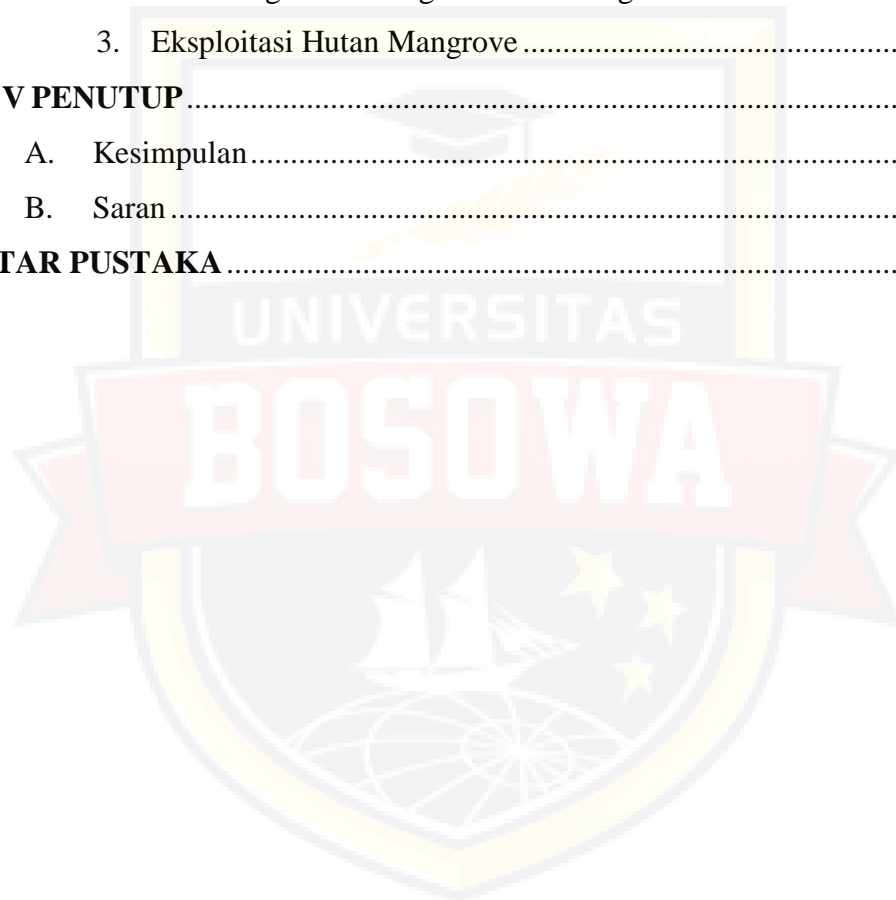 3. Eksploitasi Hutan Mangrove ........................................
V PENUTUP ........................................
A. Kesimpulan ........................................
B. Saran ........................................
TAR PUSTAKA ........................................
UNIVERSITAS
BOSOWA